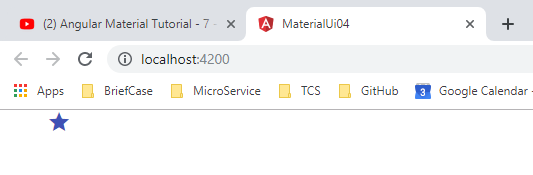 (2) Angular Material Tutorial - 7 -
MaterialUi04
localhost:4200
Apps BriefCase MicroService TCS GitHub 3 Google Calendar -